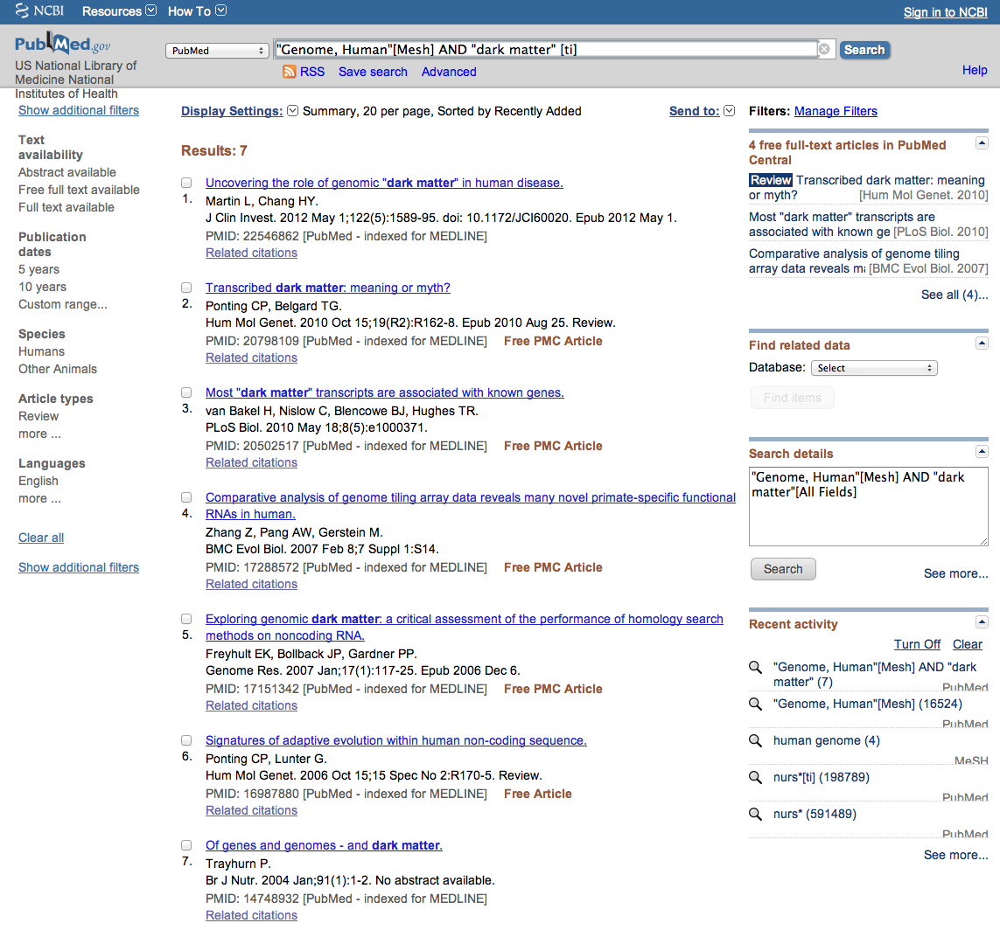 NCBI Resources How To Sign in to NCBI
PubMed.gov
US National Library of
Medicine National
Institutes of Health
PubMed "Genome, Human"[Mesh] AND "dark matter" [ti] Search
RSS Save search Advanced Help
Show additional filters
Text
availability
Abstract available
Free full text available
Full text available
Publication
dates
5 years
10 years
Custom range...
Species
Humans
Other Animals
Article types
Review
more ...
Languages
English
more ...
Clear all
Show additional filters
Display Settings: Summary, 20 per page, Sorted by Recently Added Send to:
Results: 7
Uncovering the role of genomic "dark matter" in human disease.
1. Martin L, Chang HY.
J Clin Invest. 2012 May 1;122(5):1589-95. doi: 10.1172/JCI60020. Epub 2012 May 1.
PMID: 22546862 [PubMed - indexed for MEDLINE]
Related citations
Transcribed dark matter: meaning or myth?
2. Ponting CP, Belgard TG.
Hum Mol Genet. 2010 Oct 15;19(R2):R162-8. Epub 2010 Aug 25. Review.
PMID: 20798109 [PubMed - indexed for MEDLINE] Free PMC Article
Related citations
Most "dark matter" transcripts are associated with known genes.
3. van Bakel H, Nislow C, Blencowe BJ, Hughes TR.
PLoS Biol. 2010 May 18;8(5):e1000371.
PMID: 20502517 [PubMed - indexed for MEDLINE] Free PMC Article
Related citations
Comparative analysis of genome tiling array data reveals many novel primate-specific functional
4. RNAs in human.
Zhang Z, Pang AW, Gerstein M.
BMC Evol Biol. 2007 Feb 8;7 Suppl 1:S14.
PMID: 17288572 [PubMed - indexed for MEDLINE] Free PMC Article
Related citations
Exploring genomic dark matter: a critical assessment of the performance of homology search
5. methods on noncoding RNA.
Freyhult EK, Bollback JP, Gardner PP.
Genome Res. 2007 Jan;17(1):117-25. Epub 2006 Dec 6.
PMID: 17151342 [PubMed - indexed for MEDLINE] Free PMC Article
Related citations
Signatures of adaptive evolution within human non-coding sequence.
6. Ponting CP, Lunter G.
Hum Mol Genet. 2006 Oct 15;15 Spec No 2:R170-5. Review.
PMID: 16987880 [PubMed - indexed for MEDLINE] Free Article
Related citations
Of genes and genomes - and dark matter.
7. Trayhurn P.
Br J Nutr. 2004 Jan;91(1):1-2. No abstract available.
PMID: 14748932 [PubMed - indexed for MEDLINE]
Related citations
Filters: Manage Filters
4 free full-text articles in PubMed
Central
Review Transcribed dark matter: meaning
or myth? [Hum Mol Genet. 2010]
Most "dark matter" transcripts are
associated with known ge [PLoS Biol. 2010]
Comparative analysis of genome tiling
array data reveals m [BMC Evol Biol. 2007]
See all (4)...
Find related data
Database: Select
Find items
Search details
"Genome, Human"[Mesh] AND "dark
matter"[All Fields]
Search See more...
Recent activity
Turn Off Clear
"Genome, Human"[Mesh] AND "dark
matter" (7) PubMed
"Genome, Human"[Mesh] (16524)
PubMed
human genome (4)
MeSH
nurs*[ti] (198789)
PubMed
nurs* (591489)
PubMed
See more...